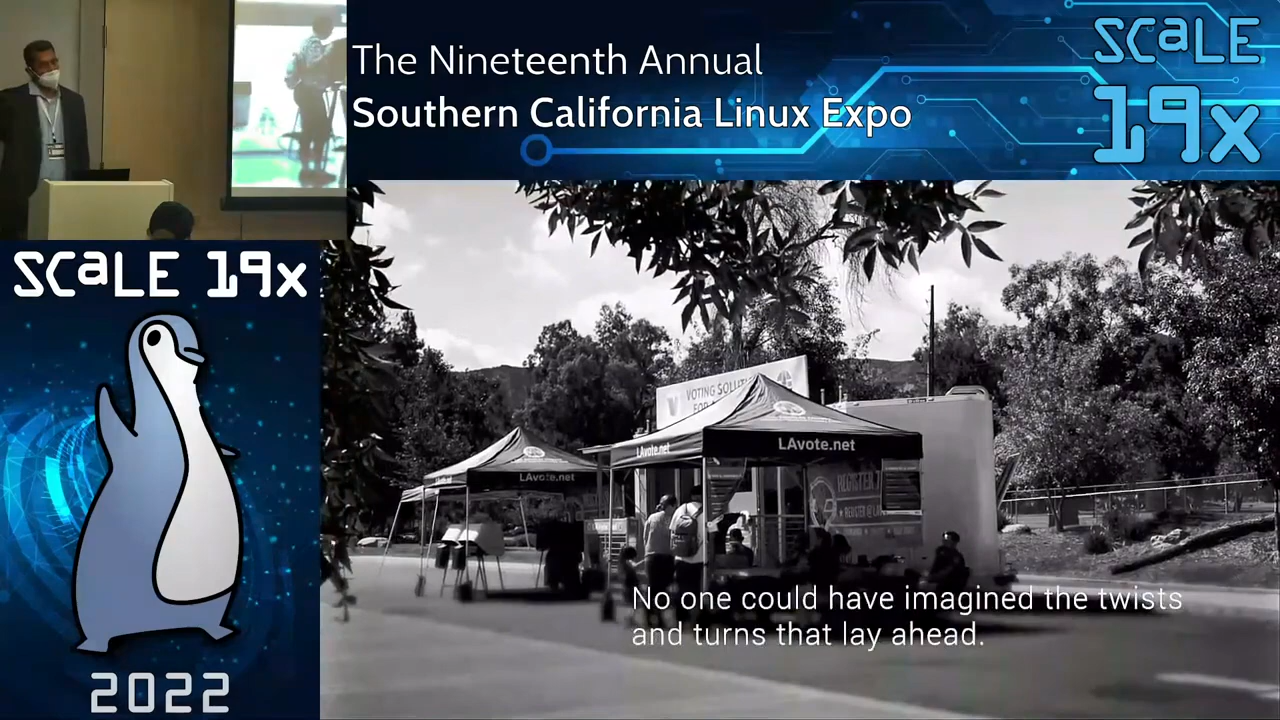 The Nineteenth Annual
Southern California Linux Expo
SCaLE
19x
SCaLE 19x
2022
VOTING SOLUTI
LAvote.net
LAvote.net
LAvote.net
REGISTER
No one could have imagined the twists
and turns that lay ahead.